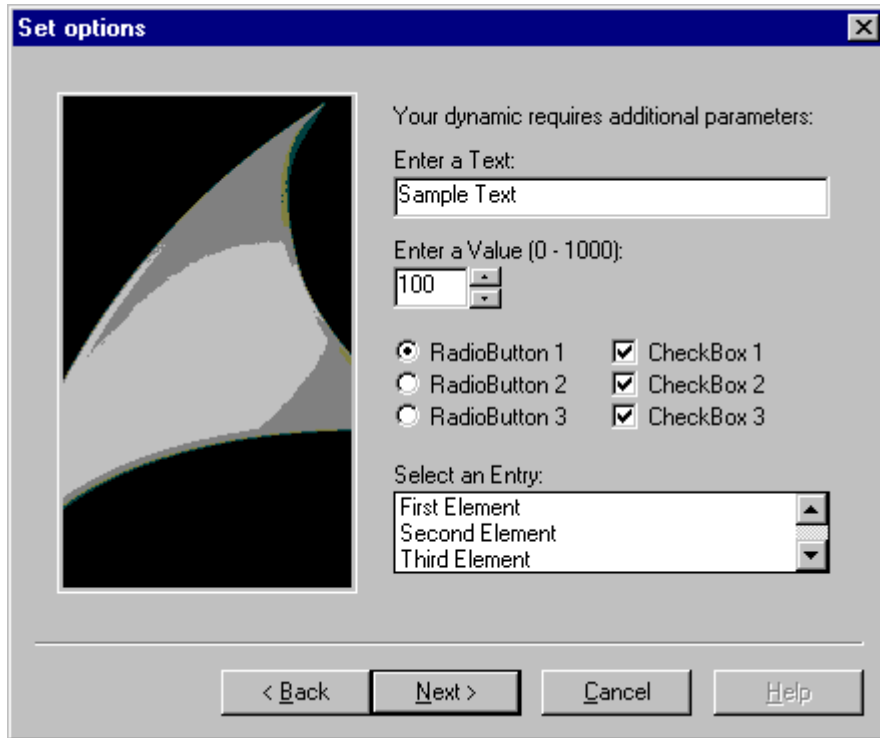 Set options
Your dynamic requires additional parameters:
Enter a Text:
Sample Text
Enter a Value (0 - 1000):
100
RadioButton 1 CheckBox 1
RadioButton 2 CheckBox 2
RadioButton 3 CheckBox 3
Select an Entry:
First Element
Second Element
Third Element
< Back Next > Cancel Help